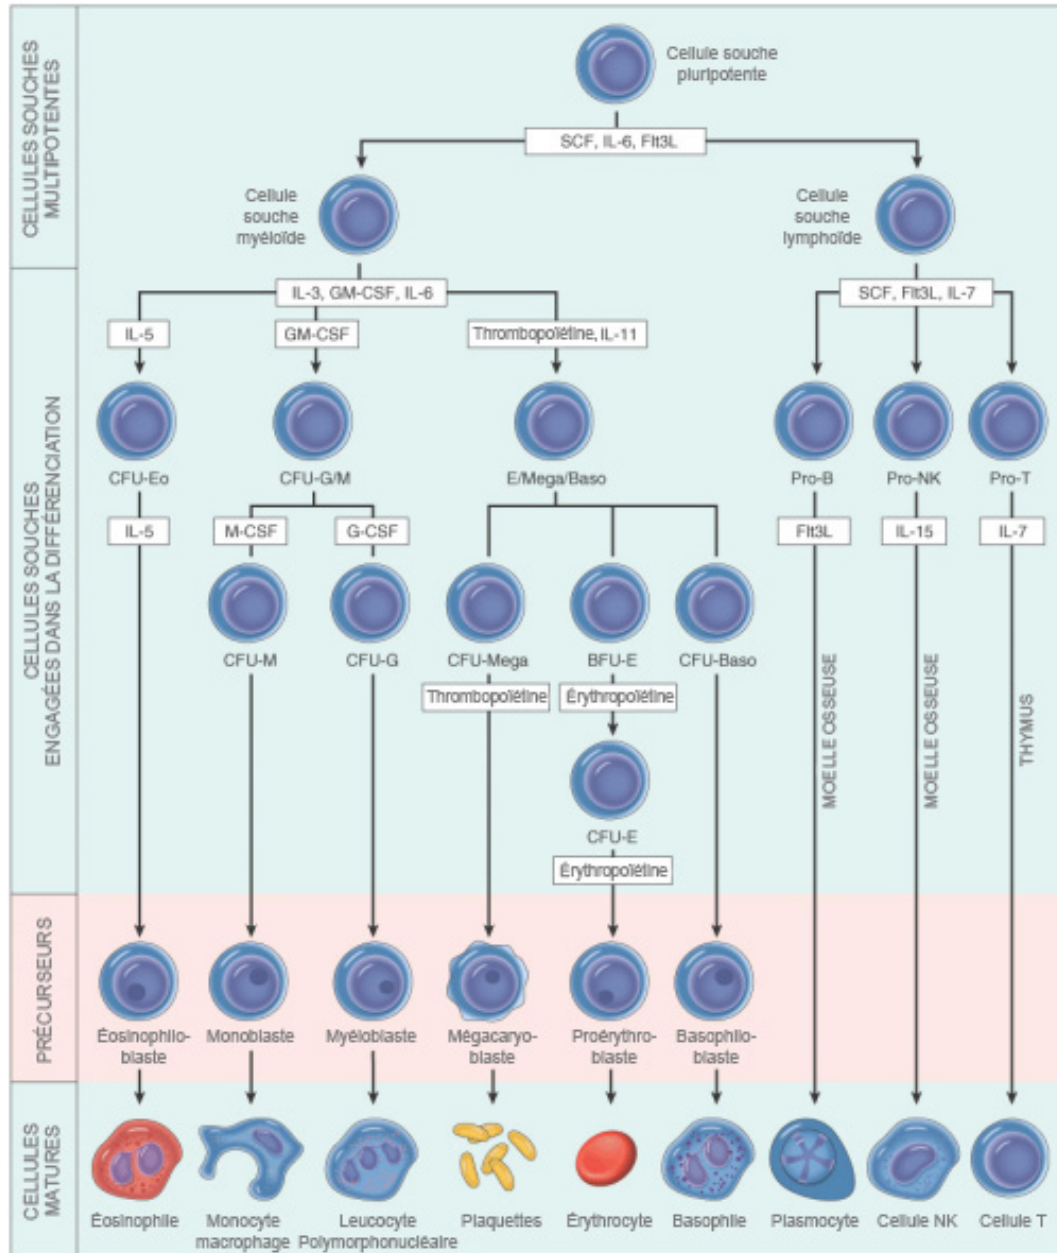 CELLULES SOUCHES
MULTIPOTENTES
Cellule souche
pluripotente
SCF, IL-6, Flt3L
Cellule
souche
myéloïde
Cellule
souche
lymphoïde
CELLULES SOUCHES
ENGAGÉES DANS LA DIFFÉRENCIATION
IL-3, GM-CSF, IL-6
SCF, Flt3L, IL-7
IL-5
GM-CSF
Thrombopoïétine, IL-11
CFU-Eo
CFU-G/M
E/Mega/Baso
Pro-B
Pro-NK
Pro-T
IL-5
M-CSF
G-CSF
Flt3L
IL-15
IL-7
CFU-M
CFU-G
CFU-Mega
BFU-E
CFU-Baso
Thrombopoïétine
Érythropoïétine
MOELLE OSSEUSE
MOELLE OSSEUSE
THYMUS
CFU-E
Érythropoïétine
PRÉCURSEURS
Éosinophilo-
blaste
Monoblaste
Myéloblaste
Mégacaryo-
blaste
Proérythro-
blaste
Basophilo-
blaste
CELLULES
MATURES
Éosinophile
Monocyte
macrophage
Leucocyte
Polymorphonucléaire
Plaquettes
Érythrocyte
Basophile
Plasmocyte
Cellule NK
Cellule T